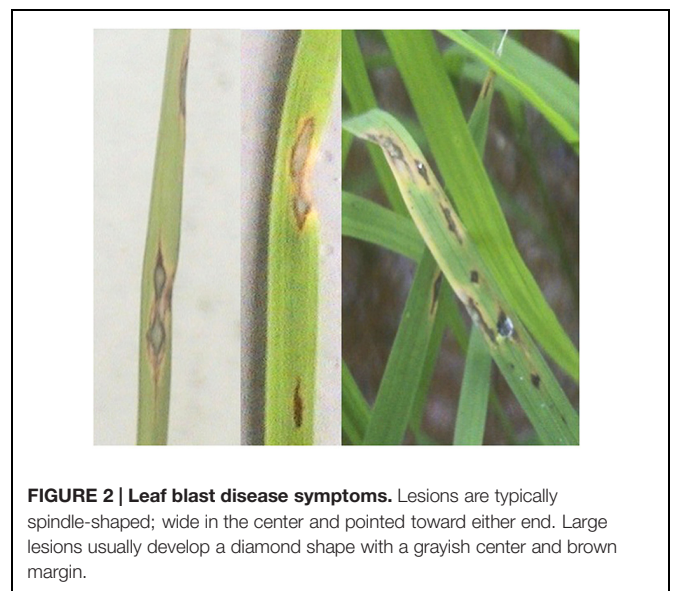 FIGURE 2 | Leaf blast disease symptoms. Lesions are typically
spindle-shaped; wide in the center and pointed toward either end. Large
lesions usually develop a diamond shape with a grayish center and brown
margin.